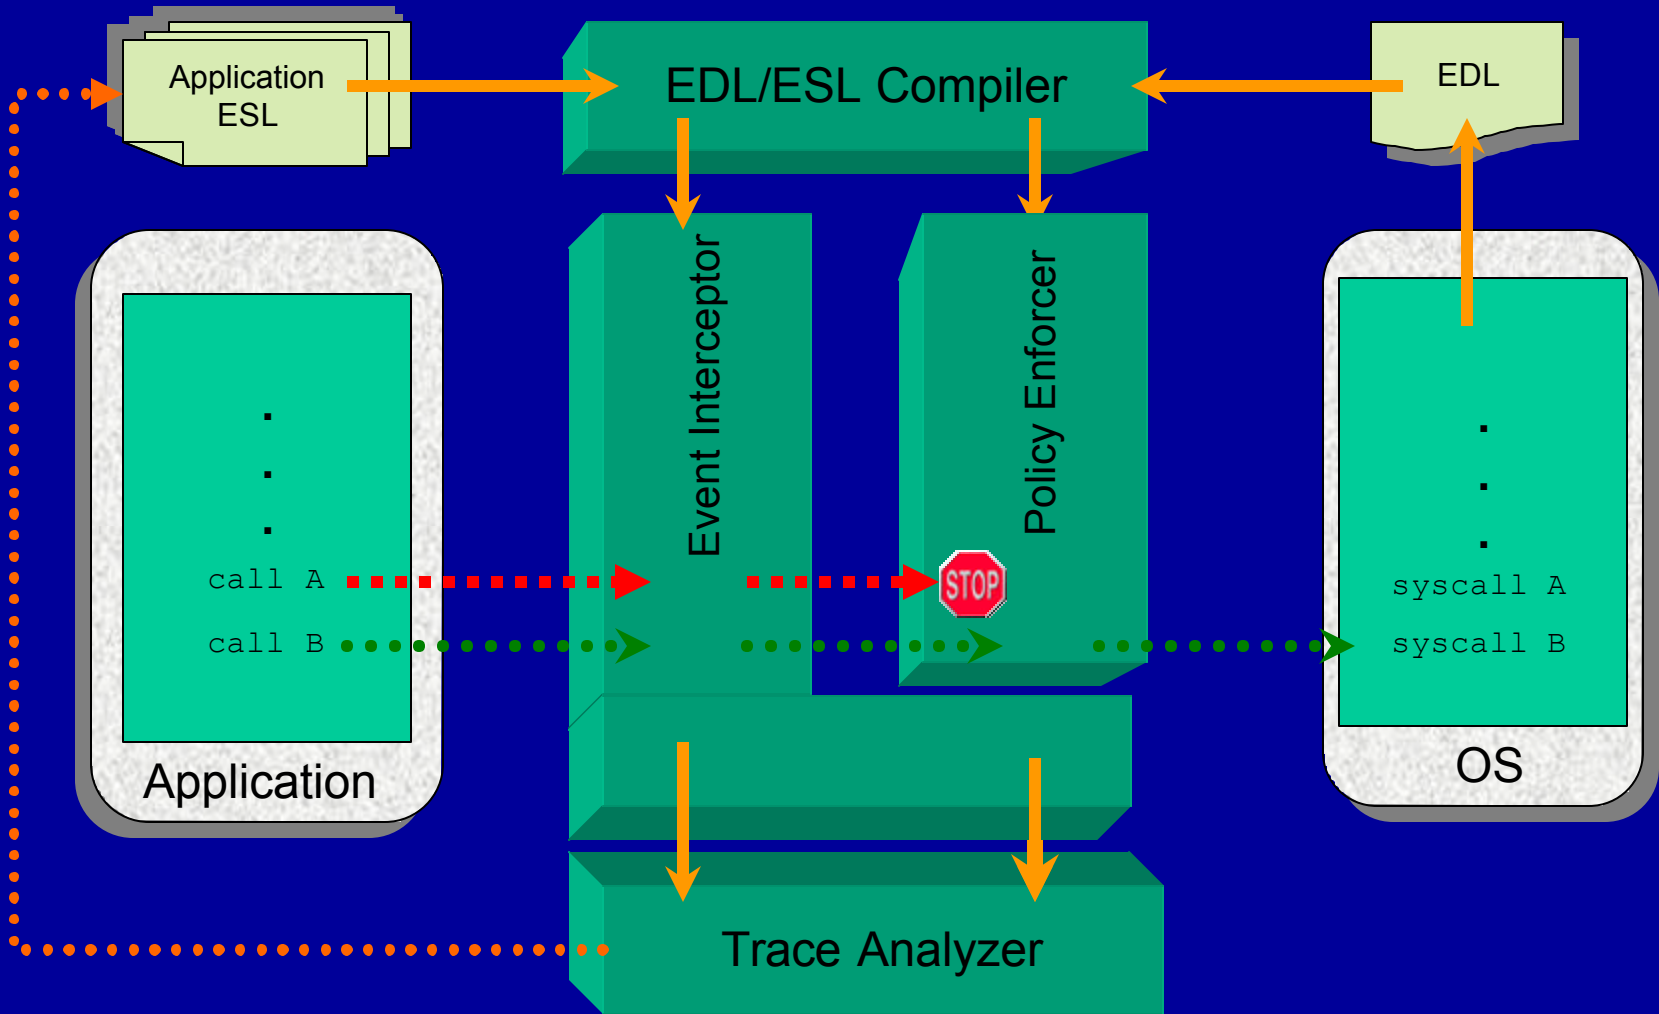 Application
ESL
EDL/ESL Compiler
EDL
Event Interceptor
Policy Enforcer
.
.
.
call A
call B
STOP
.
.
.
syscall A
syscall B
Application
OS
Trace Analyzer